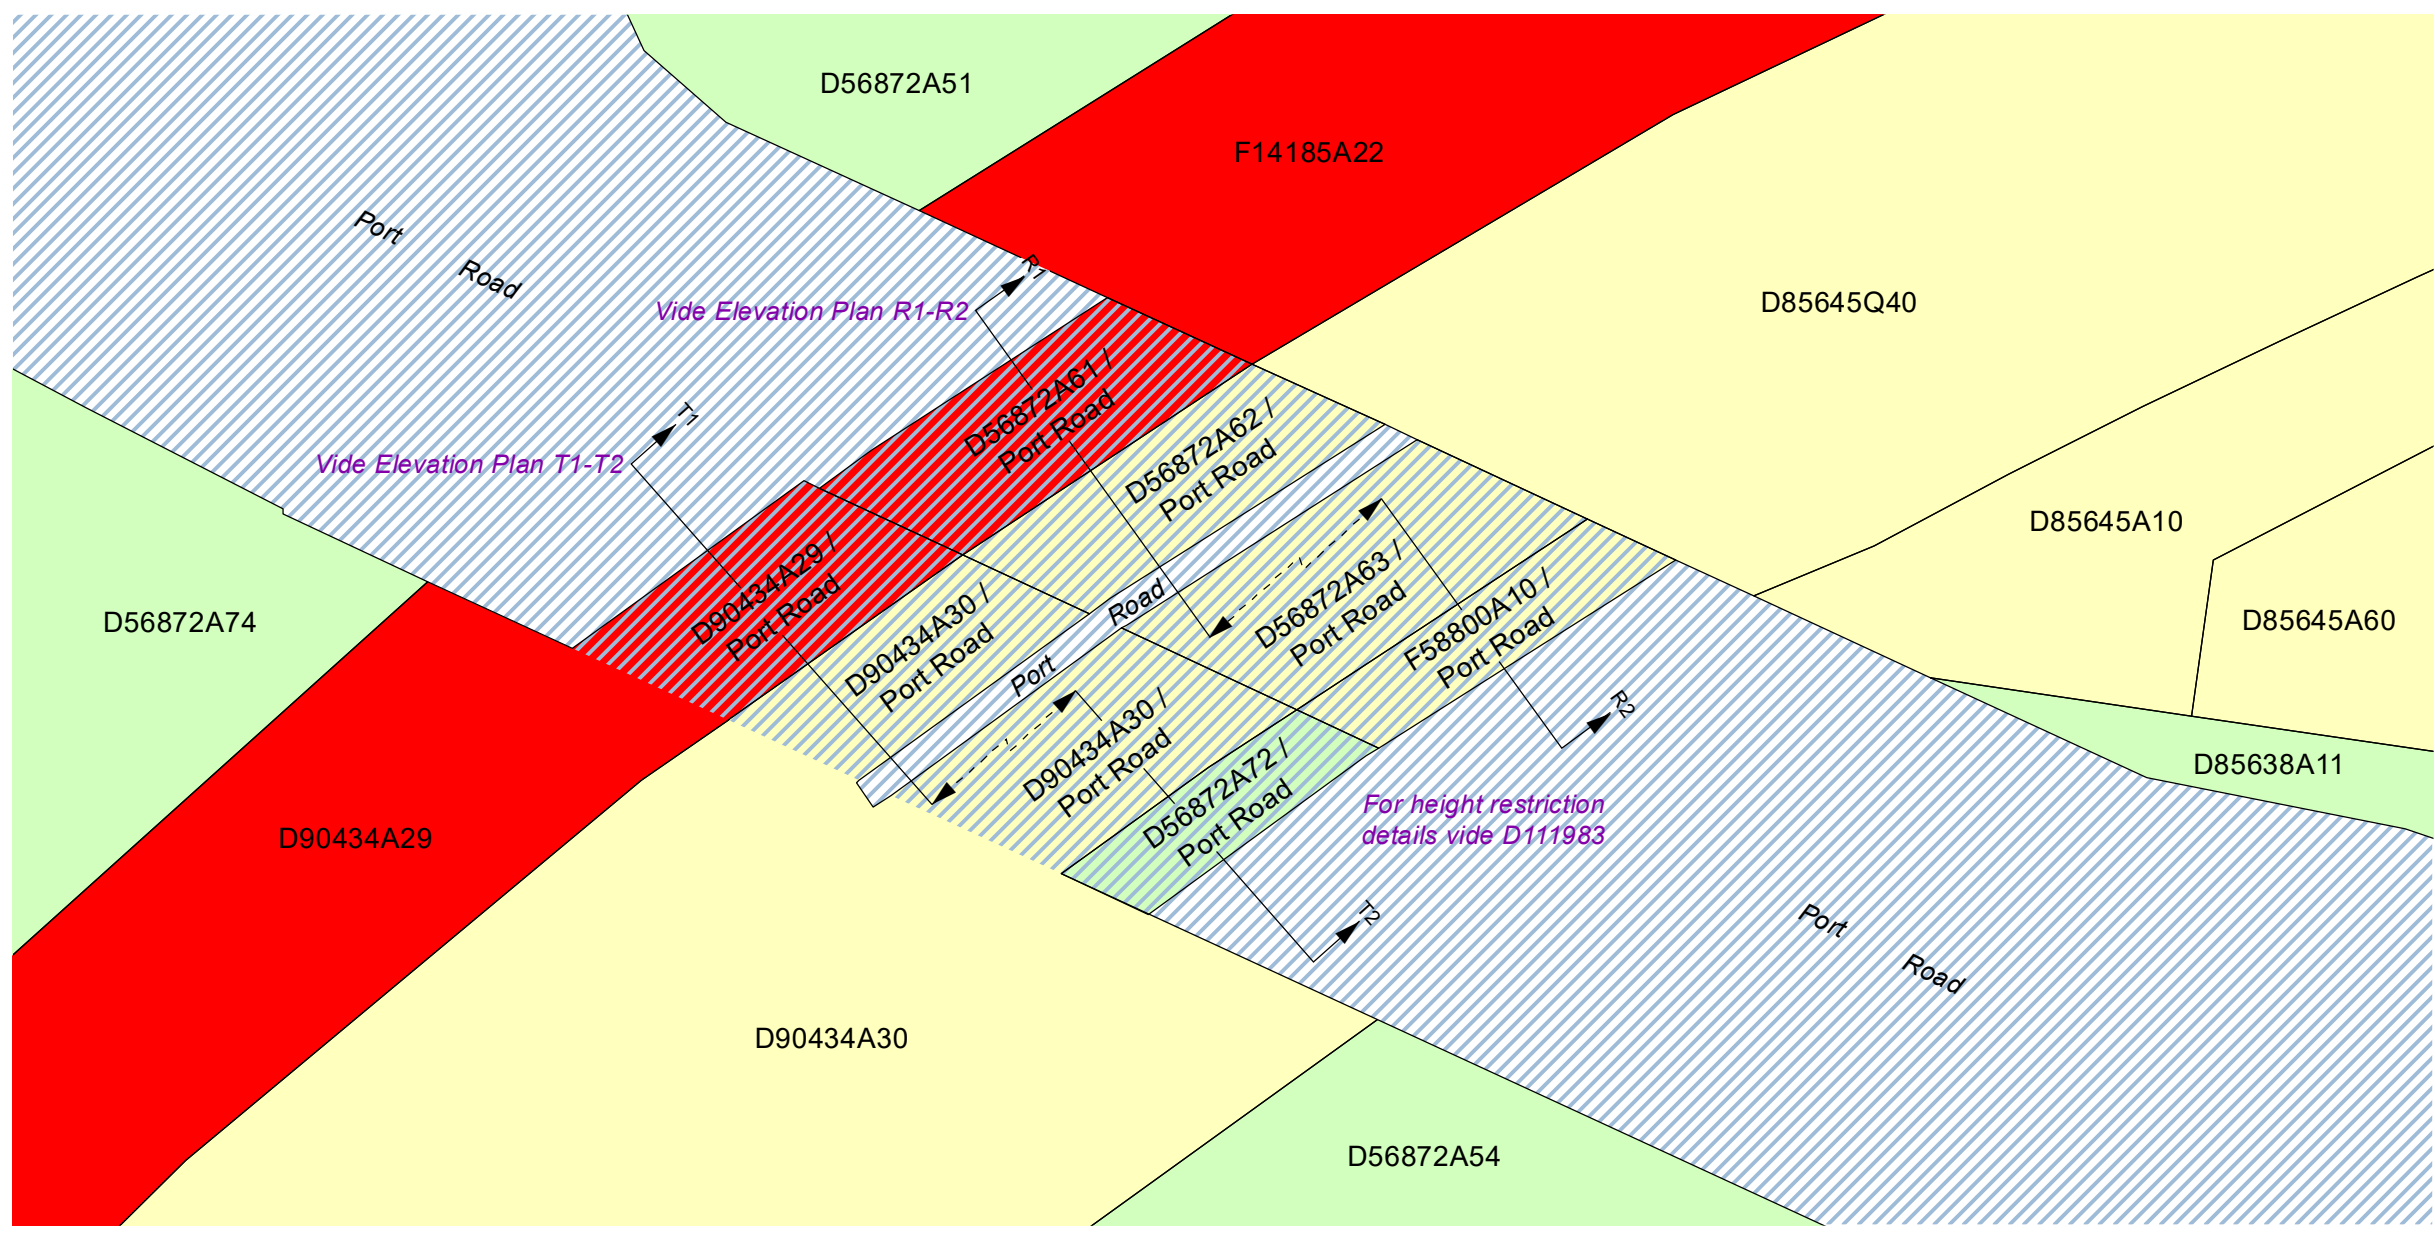 D56872A51
F14185A22
Port
Road
R1
Vide Elevation Plan R1-R2
D85645Q40
T1
Vide Elevation Plan T1-T2
D56872A61 /
Port Road
D56872A62 /
Port Road
D85645A10
D56872A74
D90434A29 /
Port Road
D90434A30 /
Port Road
Port
Road
D56872A63 /
Port Road
F58800A10 /
Port Road
D85645A60
R2
D90434A30 /
Port Road
D56872A72 /
Port Road
D85638A11
For height restriction
details vide D111983
D90434A29
T2
Port
Road
D90434A30
D56872A54